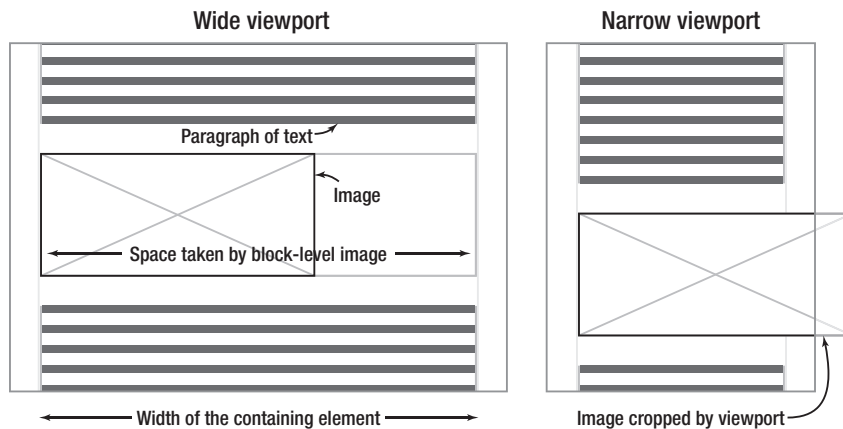 Wide viewport
Narrow viewport
Paragraph of text
Image
Space taken by block-level image
Width of the containing element
Image cropped by viewport